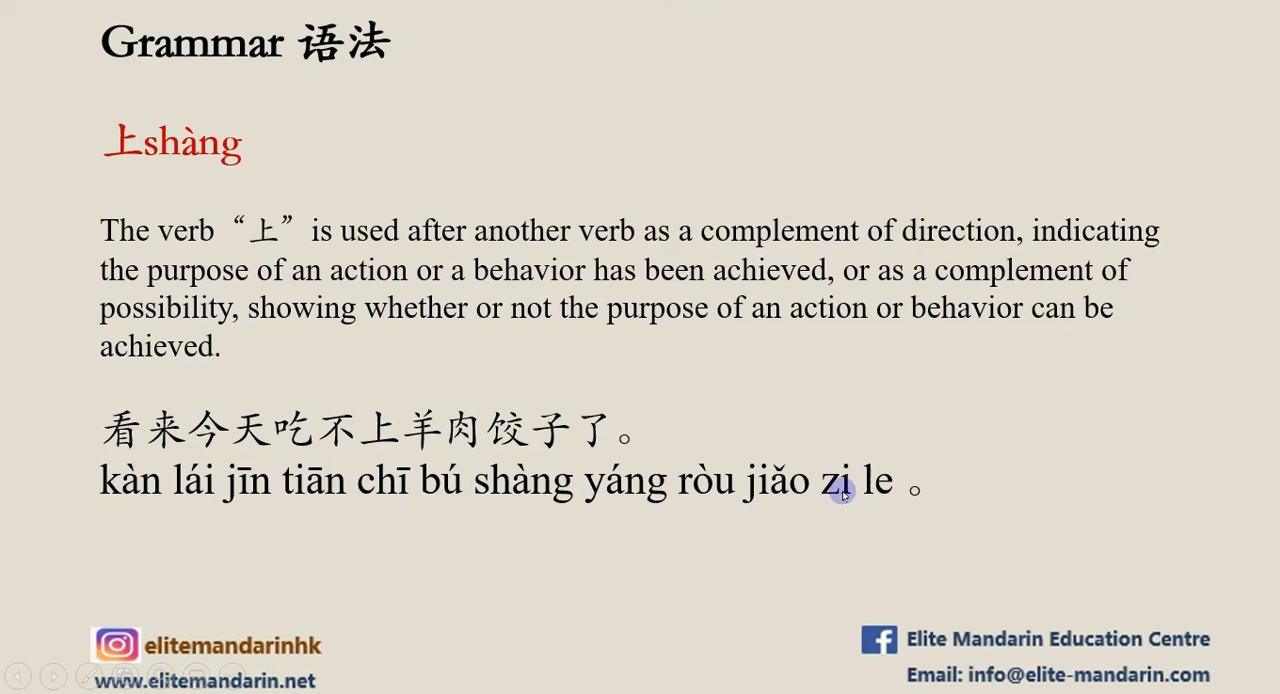 Grammar 语法
上shàng
The verb“上”is used after another verb as a complement of direction, indicating
the purpose of an action or a behavior has been achieved, or as a complement of
possibility, showing whether or not the purpose of an action or behavior can be
achieved.
看来今天吃不上羊肉饺子了。
kàn lái jīn tiān chī bú shàng yáng ròu jiǎo zi le 。
elitemandarinhk
www.elitemandarin.net
Elite Mandarin Education Centre
Email: info@elite-mandarin.com